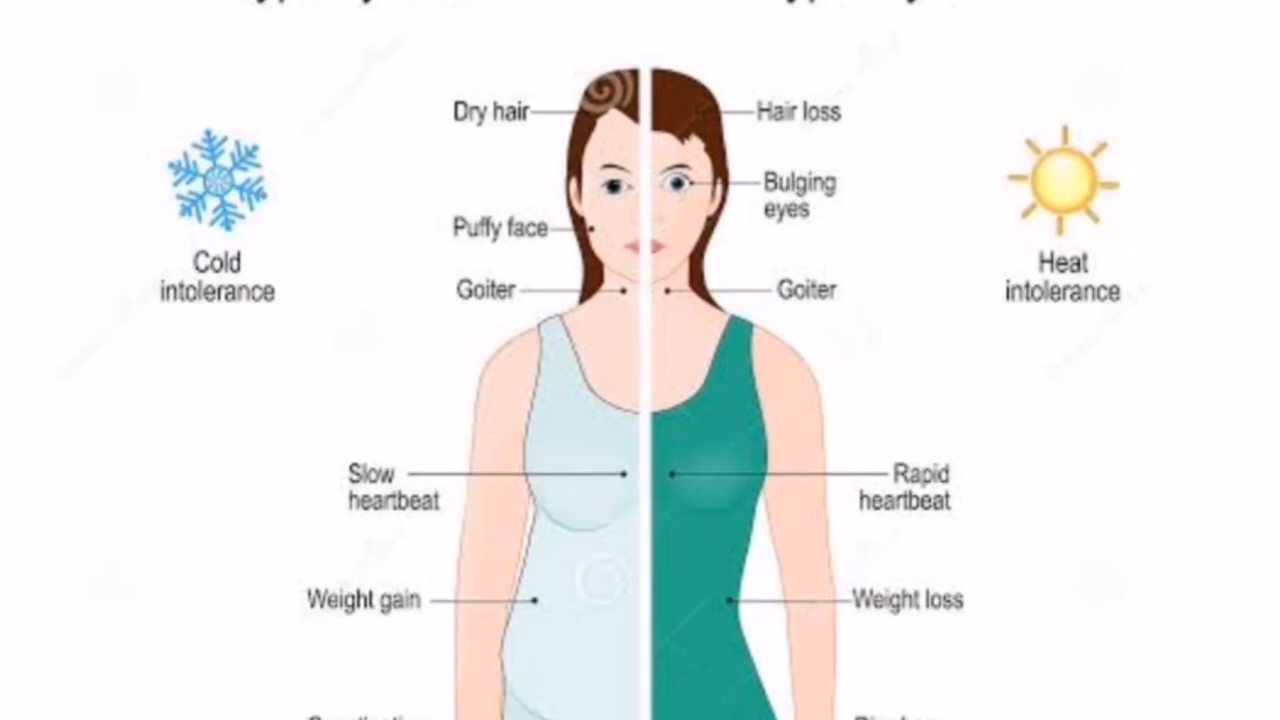 Dry hair
Hair loss
Bulging
eyes
Puffy face
Cold
intolerance
Goiter
Goiter
Heat
intolerance
Slow
heartbeat
Rapid
heartbeat
Weight gain
Weight loss